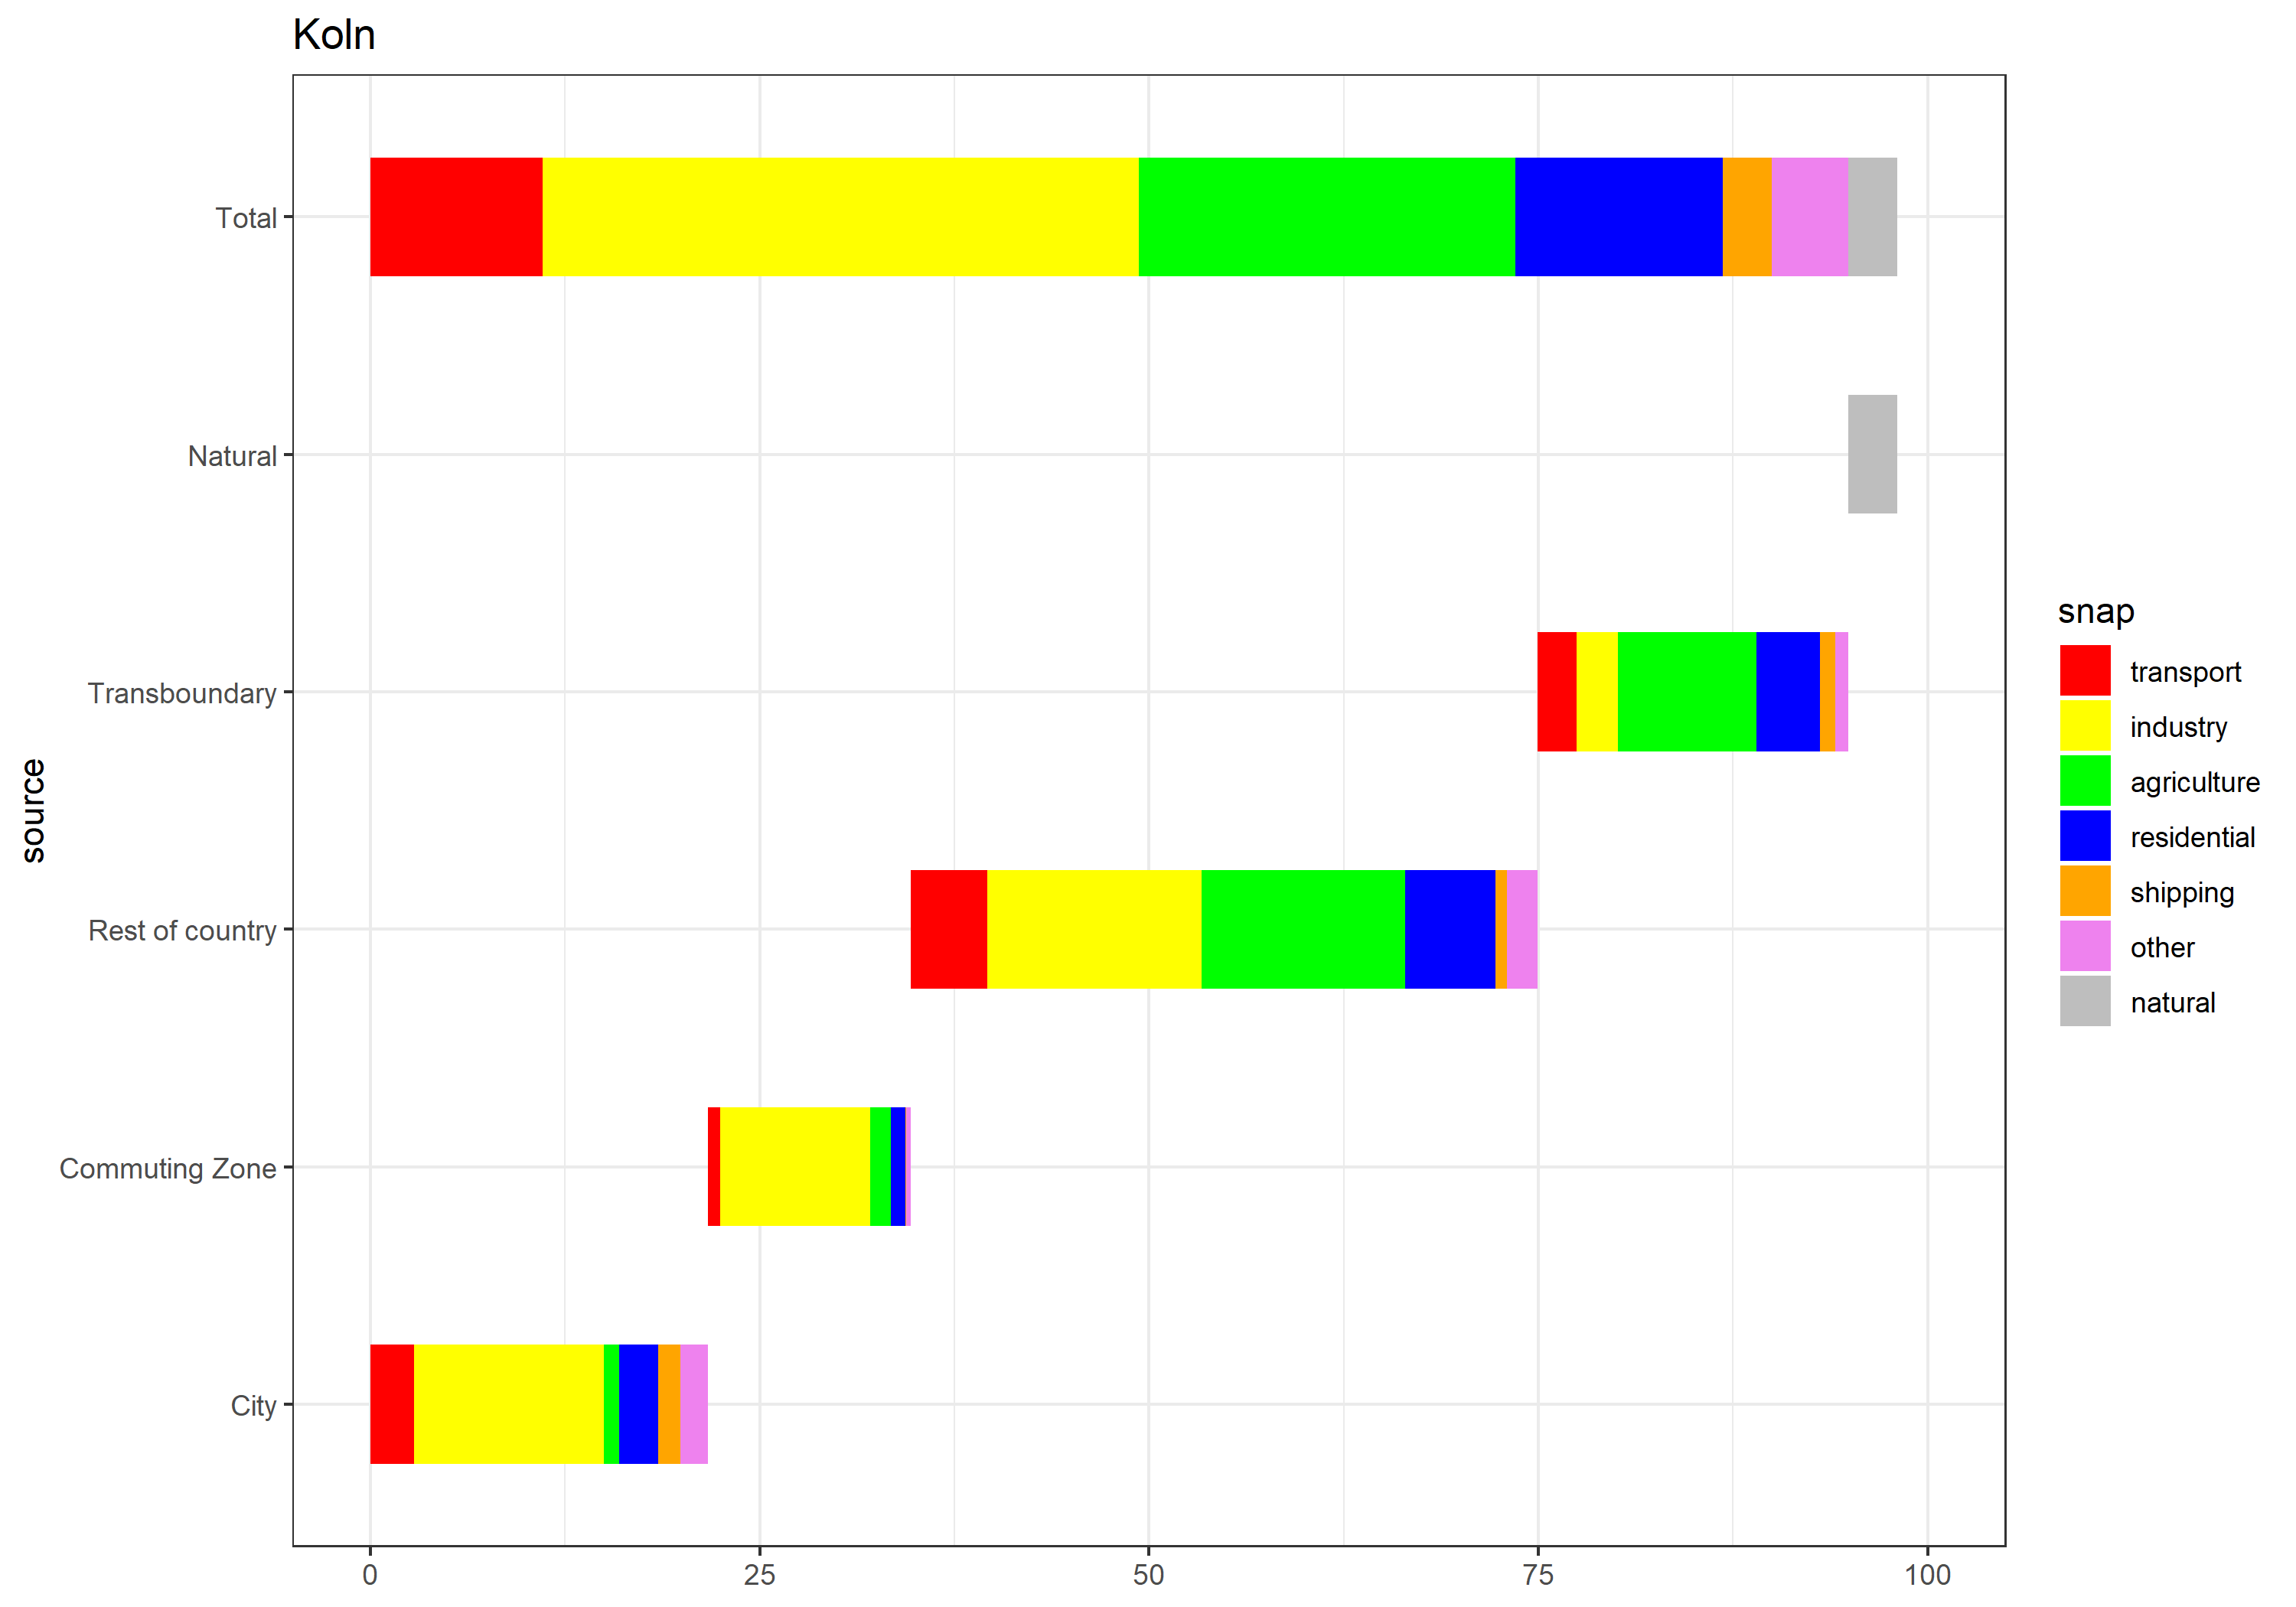 Koln
Total
Natural
Transboundary
Rest of country
Commuting Zone
City
source
0 25 50 75 100
snap
transport
industry
agriculture
residential
shipping
other
natural